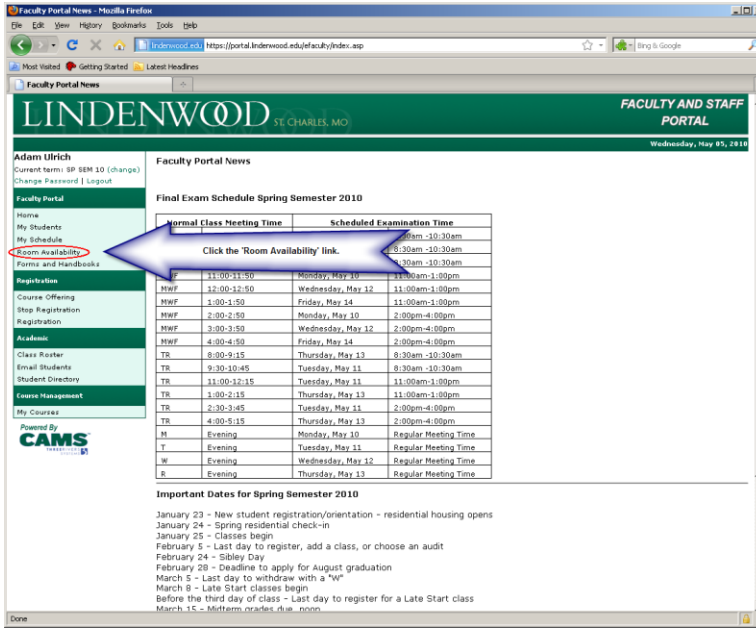 Faculty Portal News - Mozilla Firefox
File Edit View History Bookmarks Tools Help
lindenwood.edu https://portal.lindenwood.edu/efaculty/index.asp
Bing & Google
Most Visited Getting Started Latest Headlines
Faculty Portal News
LINDENWOOD ST. CHARLES, MO
FACULTY AND STAFF
PORTAL
Wednesday, May 05, 2010
Adam Ulrich
Current term: SP SEM 10 (change)
Change Password | Logout
Faculty Portal
Home
My Students
My Schedule
Room Availability
Forms and Handbooks
Registration
Course Offering
Stop Registration
Registration
Academic
Class Roster
Email Students
Student Directory
Course Management
My Courses
Powered By
CAMS
Faculty Portal News
Final Exam Schedule Spring Semester 2010
Normal Class Meeting Time Scheduled Examination Time
-10:30am
8:30am -10:30am
-10:30am
Click the 'Room Availability' link.
11:00-11:50 Monday, May 10 11:00am-1:00pm
MWF 12:00-12:50 Wednesday, May 12 11:00am-1:00pm
MWF 1:00-1:50 Friday, May 14 11:00am-1:00pm
MWF 2:00-2:50 Monday, May 10 2:00pm-4:00pm
MWF 3:00-3:50 Wednesday, May 12 2:00pm-4:00pm
MWF 4:00-4:50 Friday, May 14 2:00pm-4:00pm
TR 8:00-9:15 Thursday, May 13 8:30am -10:30am
TR 9:30-10:45 Tuesday, May 11 8:30am -10:30am
TR 11:00-12:15 Tuesday, May 11 11:00am-1:00pm
TR 1:00-2:15 Thursday, May 13 11:00am-1:00pm
TR 2:30-3:45 Tuesday, May 11 2:00pm-4:00pm
TR 4:00-5:15 Thursday, May 13 2:00pm-4:00pm
M Evening Monday, May 10 Regular Meeting Time
T Evening Tuesday, May 11 Regular Meeting Time
W Evening Wednesday, May 12 Regular Meeting Time
R Evening Thursday, May 13 Regular Meeting Time
Important Dates for Spring Semester 2010
January 23 - New student registration/orientation - residential housing opens
January 24 - Spring residential check-in
January 25 - Classes begin
February 5 - Last day to register, add a class, or choose an audit
February 24 - Sibley Day
February 28 - Deadline to apply for August graduation
March 5 - Last day to withdraw with a "W"
March 8 - Late Start classes begin
Before the third day of class - Last day to register for a Late Start class
March 15 - Midterm grades due, noon
Done